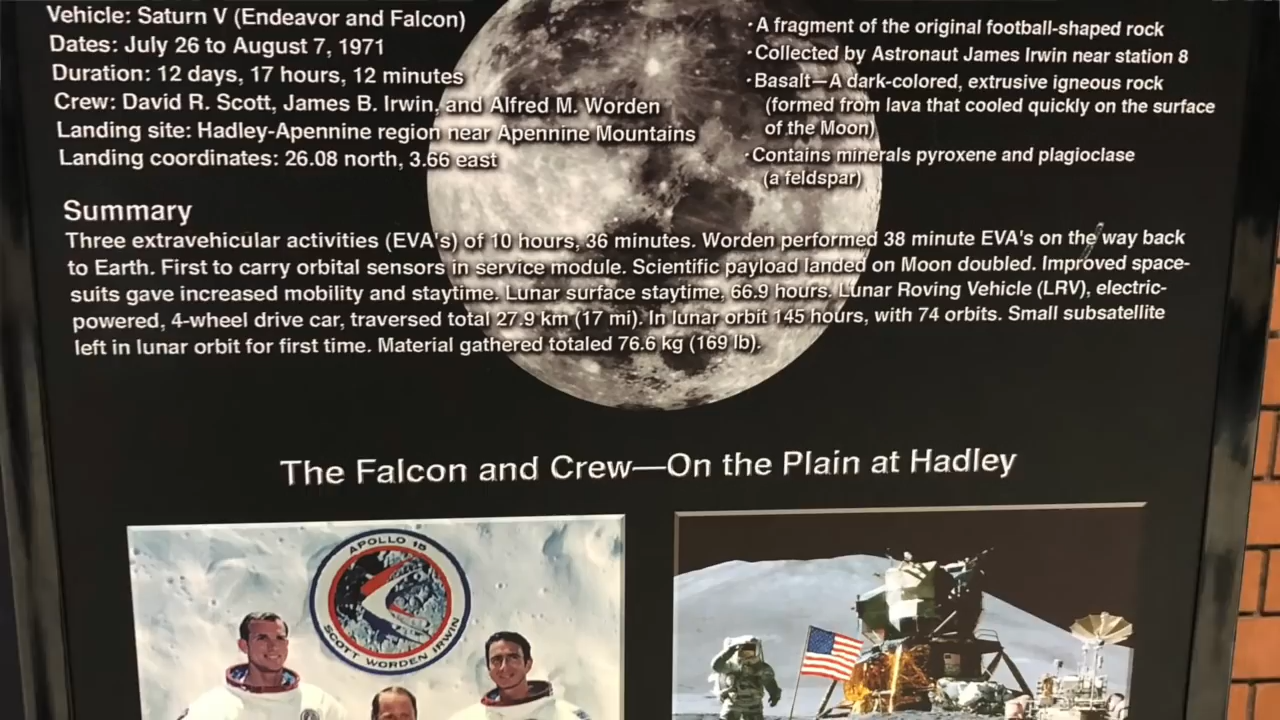 Vehicle: Saturn V (Endeavor and Falcon)
Dates: July 26 to August 7, 1971
Duration: 12 days, 17 hours, 12 minutes
Crew: David R. Scott, James B. Irwin, and Alfred M. Worden
Landing site: Hadley-Apennine region near Apennine Mountains
Landing coordinates: 26.08 north, 3.66 east
· A fragment of the original football-shaped rock
· Collected by Astronaut James Irwin near station 8
· Basalt—A dark-colored, extrusive igneous rock
(formed from lava that cooled quickly on the surface
of the Moon)
· Contains minerals pyroxene and plagioclase
(a feldspar)
Summary
Three extravehicular activities (EVA's) of 10 hours, 36 minutes. Worden performed 38 minute EVA's on the way back
to Earth. First to carry orbital sensors in service module. Scientific payload landed on Moon doubled. Improved space-
suits gave increased mobility and staytime. Lunar surface staytime, 66.9 hours. Lunar Roving Vehicle (LRV), electric-
powered, 4-wheel drive car, traversed total 27.9 km (17 mi). In lunar orbit 145 hours, with 74 orbits. Small subsatellite
left in lunar orbit for first time. Material gathered totaled 76.6 kg (169 lb).
The Falcon and Crew—On the Plain at Hadley
APOLLO 15
SCOTT WORDEN IRWIN